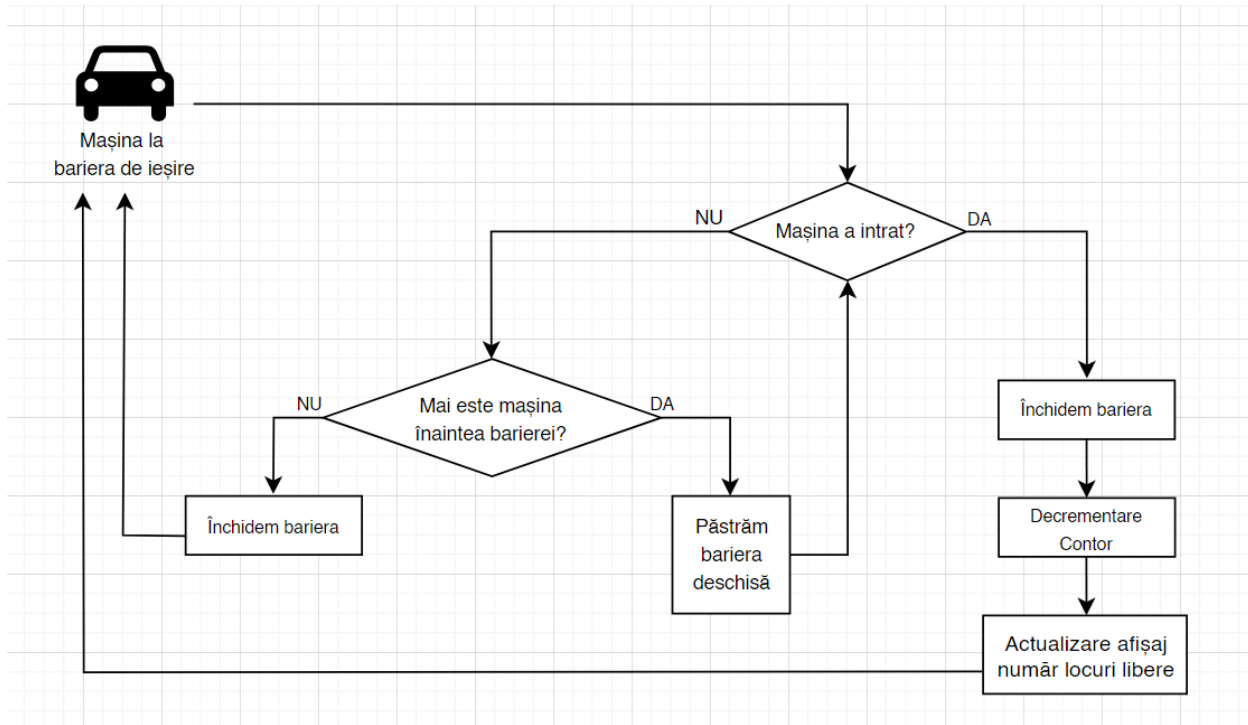 Mașina la
bariera de ieșire
NU
Mașina a intrat?
DA
NU
Mai este mașina
înaintea barierei?
DA
Închidem bariera
Închidem bariera
Păstrăm
bariera
deschisă
Decrementare
Contor
Actualizare afișaj
număr locuri libere